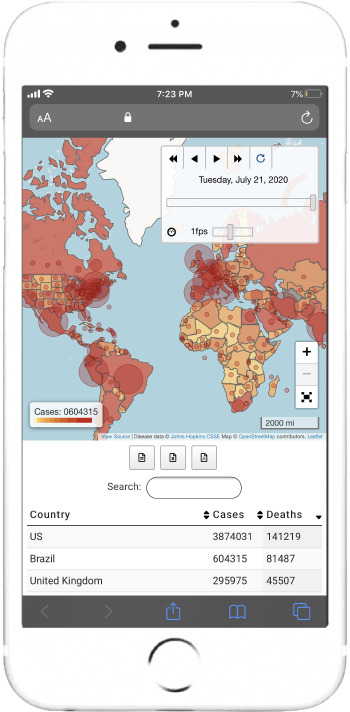 7:23 PM
7%
AA
Tuesday, July 21, 2020
1fps
+
−
Cases: 0604315
2000 mi
View Source | Disease data © Johns Hopkins CSSE Map © OpenStreetMap contributors, Leaflet
Search:
Country Cases Deaths
US 3874031 141219
Brazil 604315 81487
United Kingdom 295975 45507